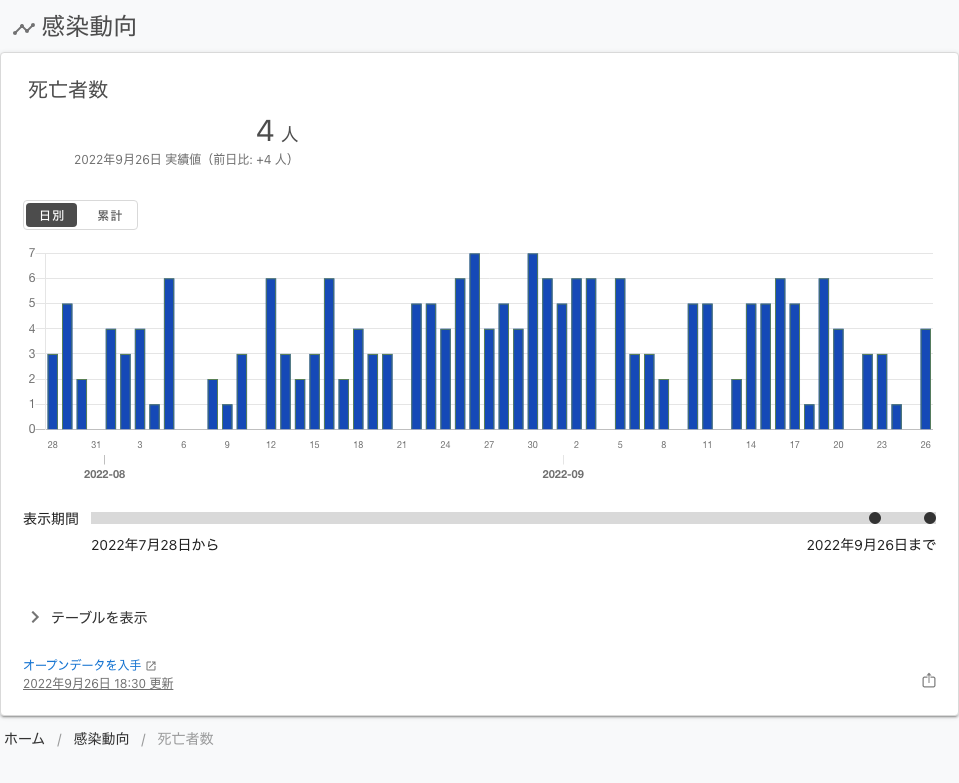 感染動向
死亡者数
4 人
2022年9月26日 実績値（前日比: +4 人）
日別 累計
7
6
5
4
3
2
1
0
28 31 3 6 9 12 15 18 21 24 27 30 2 5 8 11 14 17 20 23 26
2022-08 2022-09
表示期間
2022年7月28日から 2022年9月26日まで
テーブルを表示
オープンデータを入手
2022年9月26日 18:30 更新
ホーム / 感染動向 / 死亡者数